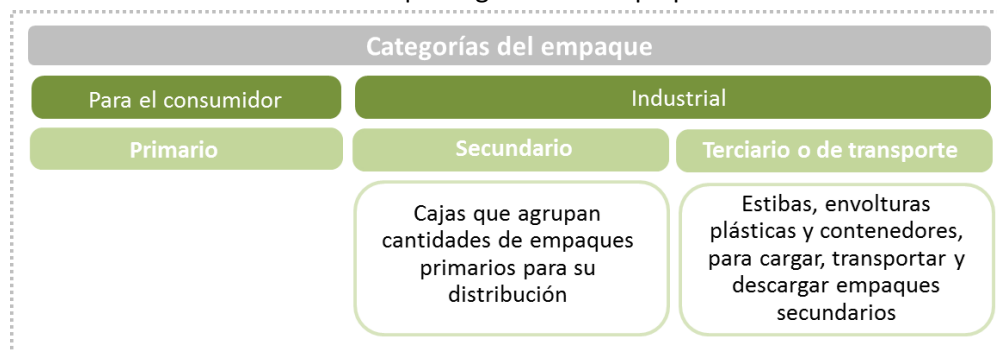 Categorías del empaque
Para el consumidor
Industrial
Primario
Secundario
Terciario o de transporte
Cajas que agrupan
cantidades de empaques
primarios para su
distribución
Estibas, envolturas
plásticas y contenedores,
para cargar, transportar y
descargar empaques
secundarios